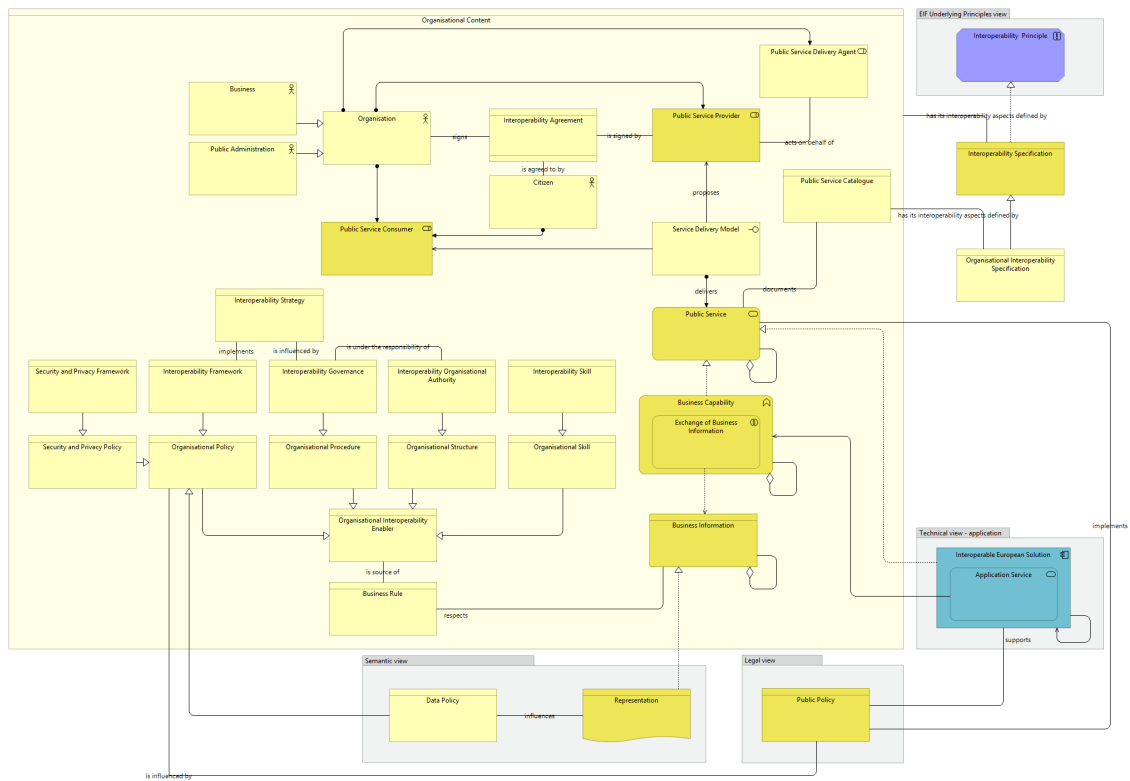 Organisational Content
EIF Underlying Principles view
Interoperability Principle
Public Service Delivery Agent
Business
Organisation
signs
Interoperability Agreement
is signed by
Public Service Provider
acts on behalf of
has its interoperability aspects defined by
Public Administration
Interoperability Specification
is agreed to by
Citizen
Public Service Catalogue
proposes
has its interoperability aspects defined by
Public Service Consumer
Service Delivery Model
Organisational Interoperability
Specification
delivers
documents
Interoperability Strategy
Public Service
implements
is influenced by
is under the responsibility of
Security and Privacy Framework
Interoperability Framework
Interoperability Governance
Interoperability Organisational
Authority
Interoperability Skill
Business Capability
Exchange of Business
Information
Security and Privacy Policy
Organisational Policy
Organisational Procedure
Organisational Structure
Organisational Skill
Organisational Interoperability
Enabler
Business Information
implements
Technical view - application
Interoperable European Solution
Application Service
is source of
Business Rule
respects
supports
Semantic view
Data Policy
influences
Representation
Legal view
Public Policy
is influenced by